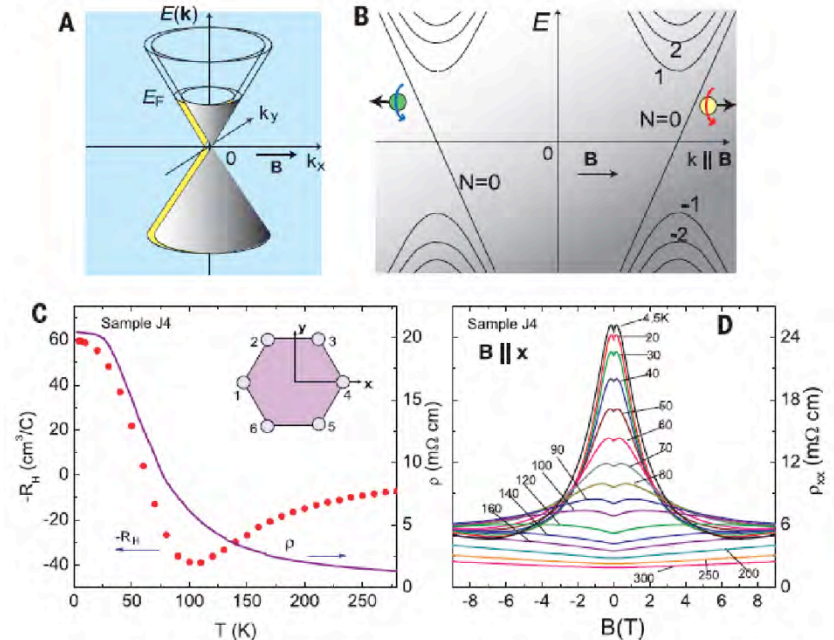 A
E(k)
E_F
k_y
0
B
k_x
B
E
2
1
N=0
0
B
k || B
N=0
-1
-2
C
Sample J4
60
40
20
0
-20
-40
-R_H (cm³/C)
y
2
3
1
4
x
6
5
-R_H
ρ
20
15
10
5
0
ρ (mΩ cm)
0
50
100
150
200
250
T (K)
Sample J4
D
B || x
4.5K
20
30
40
50
60
70
80
90
100
120
140
160
200
250
300
24
18
12
6
0
ρ_xx (mΩ cm)
-8
-4
-2
0
2
4
6
8
B(T)